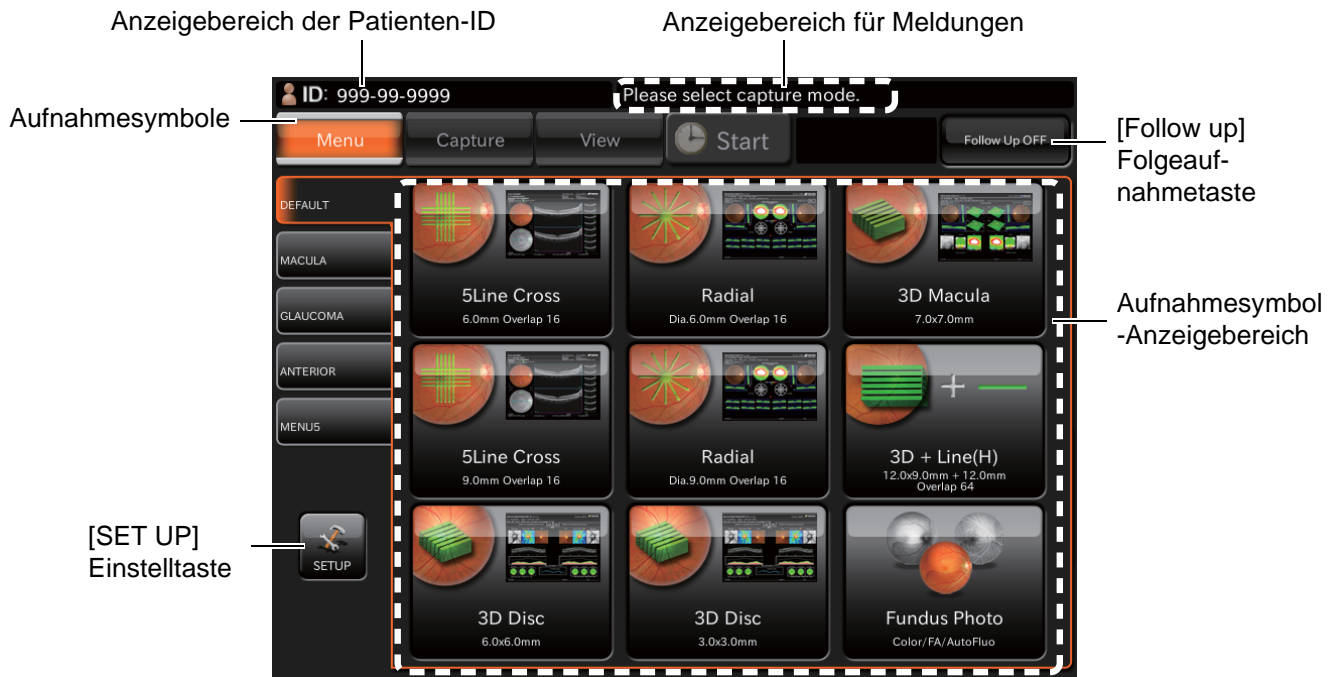 Anzeigebereich der Patienten-ID
Anzeigebereich für Meldungen
Aufnahmesymbole
ID: 999-99-9999
Please select capture mode.
Menu
Capture
View
Start
Follow Up OFF
[Follow up]
Folgeauf-
nahmetaste
DEFAULT
MACULA
GLAUCOMA
ANTERIOR
MENU5
5Line Cross
6.0mm Overlap 16
Radial
Dia.6.0mm Overlap 16
3D Macula
7.0x7.0mm
Aufnahmesymbol
-Anzeigebereich
5Line Cross
9.0mm Overlap 16
Radial
Dia.9.0mm Overlap 16
3D + Line(H)
12.0x9.0mm + 12.0mm
Overlap 64
[SET UP]
Einstelltaste
SETUP
3D Disc
6.0x6.0mm
3D Disc
3.0x3.0mm
Fundus Photo
Color/FA/AutoFluo